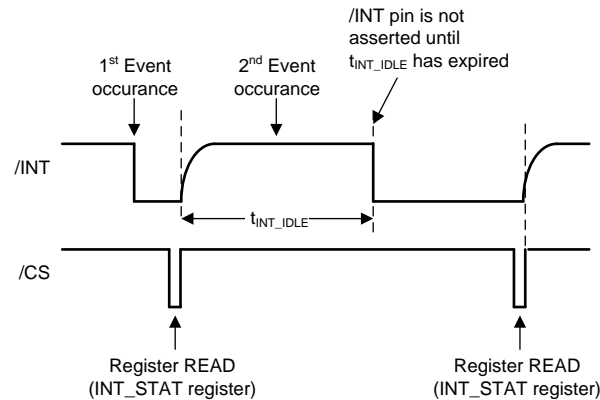 /INT pin is not
asserted until
tINT_IDLE has expired
1st Event
occurance
2nd Event
occurance
/INT
tINT_IDLE
/CS
Register READ
(INT_STAT register)
Register READ
(INT_STAT register)